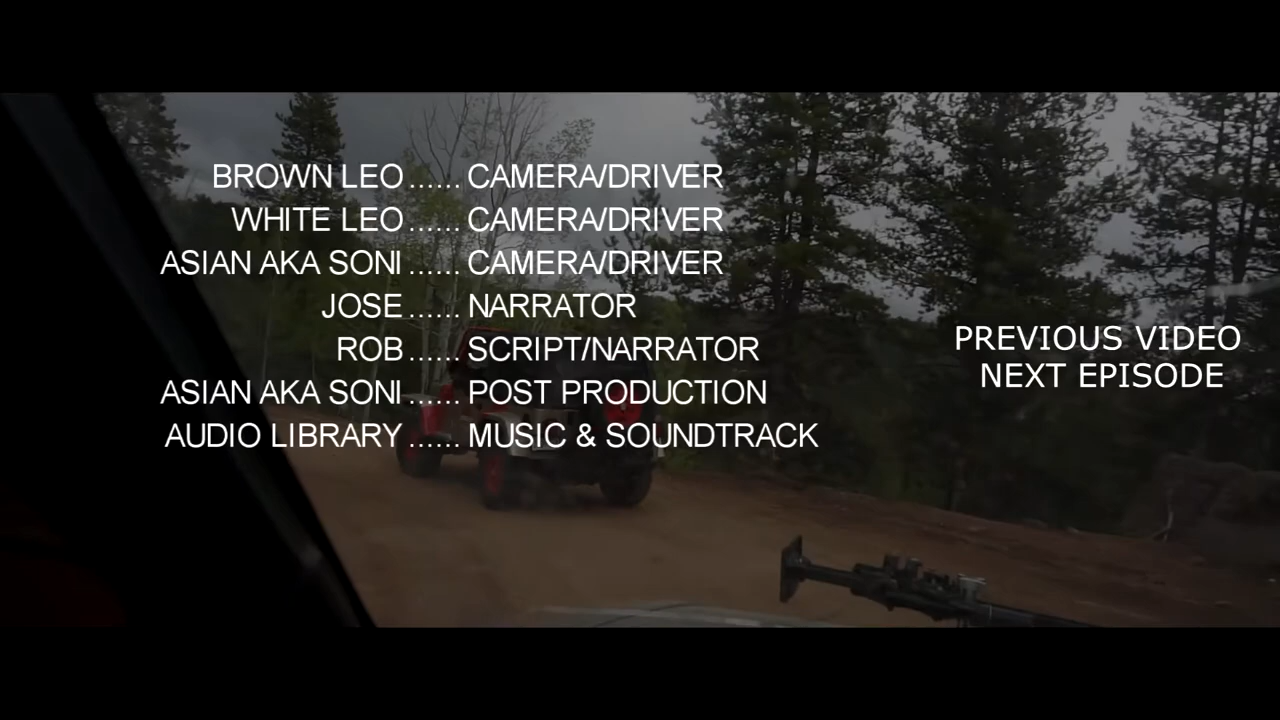 BROWN LEO ...... CAMERA/DRIVER
WHITE LEO ...... CAMERA/DRIVER
ASIAN AKA SONI ...... CAMERA/DRIVER
JOSE ...... NARRATOR
ROB ...... SCRIPT/NARRATOR
ASIAN AKA SONI ...... POST PRODUCTION
AUDIO LIBRARY ...... MUSIC & SOUNDTRACK
PREVIOUS VIDEO
NEXT EPISODE